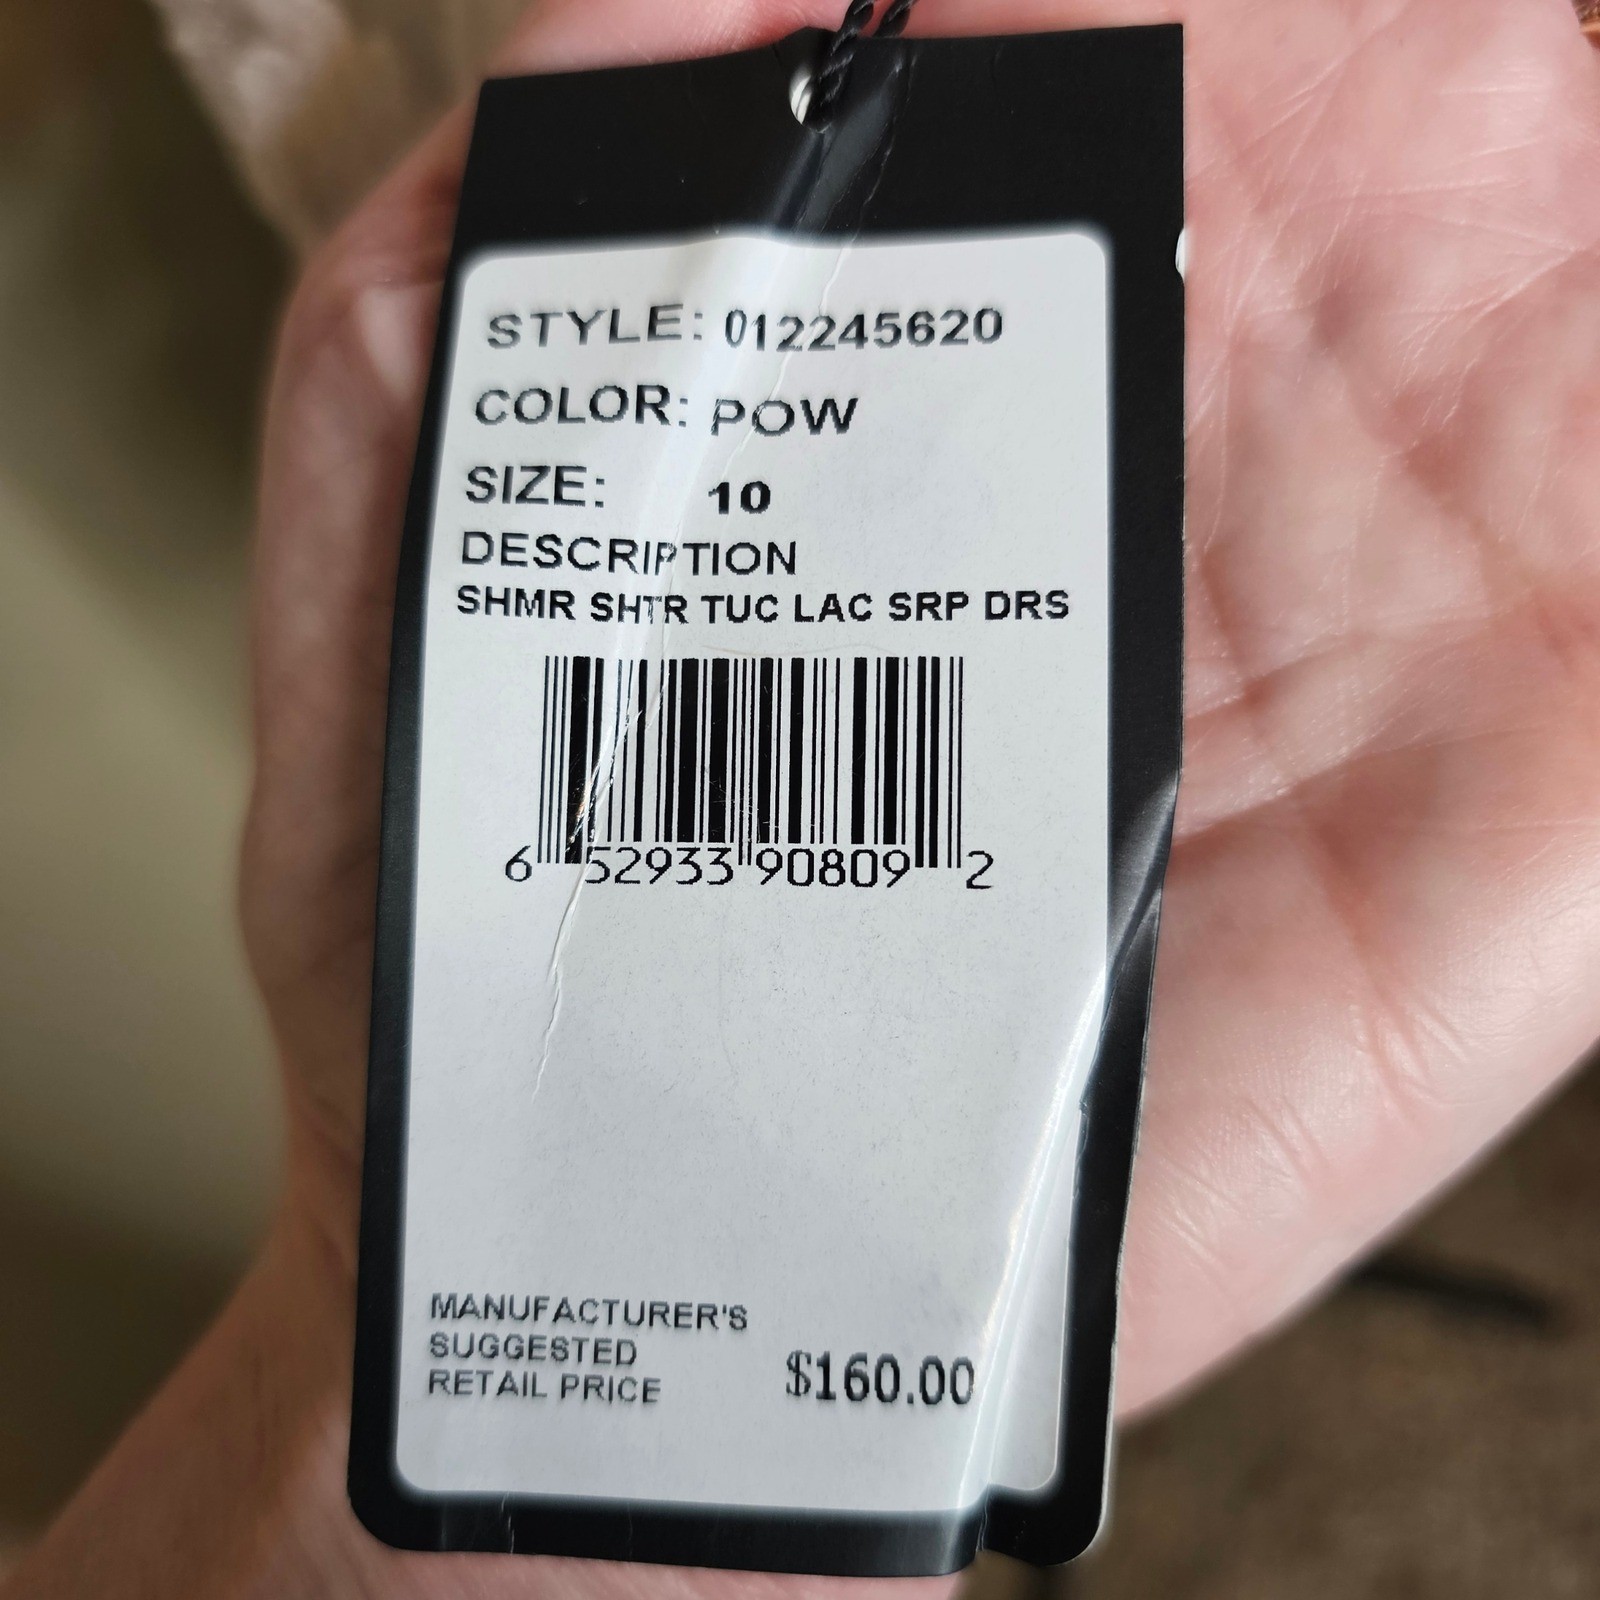 STYLE: 012245620
COLOR: POW
SIZE: 10
DESCRIPTION
SHMR SHTR TUC LAC SRP DRS
6 52933 90809 2
MANUFACTURER'S
SUGGESTED
RETAIL PRICE $160.00